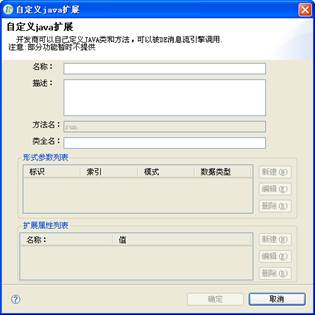 自定义java扩展
自定义java扩展
开发商可以自己定义JAVA类和方法，可以被DE消息流引擎调用.
注意:部分功能暂时不提供
名称：
描述：
方法名：
类全名：
形式参数列表
标识 索引 模式 数据类型
新建(N)
编辑(E)
删除(R)
扩展属性列表
名称： 值
新建(N)
编辑(E)
删除(R)
确定 取消